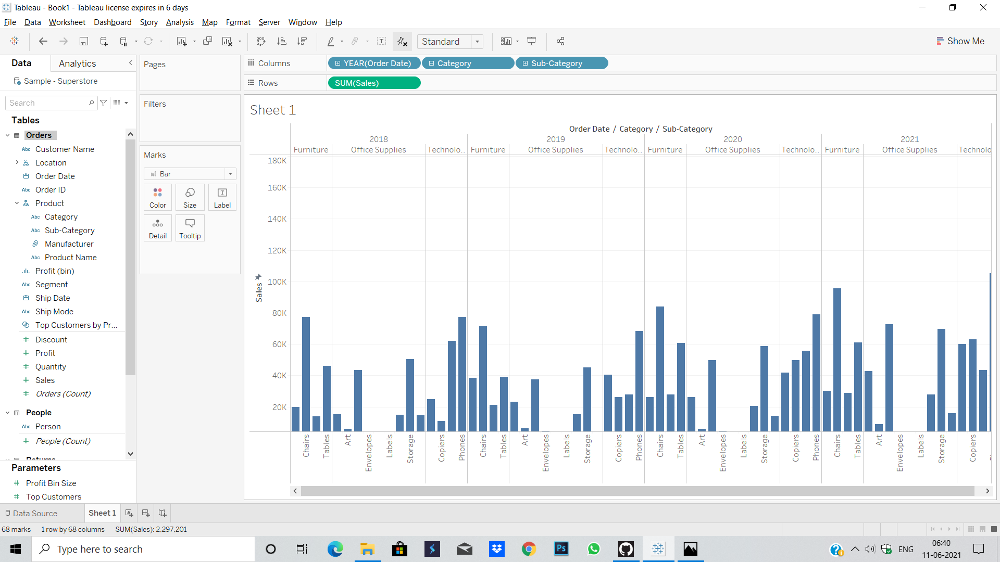 Tableau - Book1 - Tableau license expires in 6 days
File Data Worksheet Dashboard Story Analysis Map Format Server Window Help
Standard
Show Me
Data Analytics
Sample - Superstore
Search
Tables
Orders
Abc Customer Name
Location
Order Date
Abc Order ID
Product
Abc Category
Abc Sub-Category
Manufacturer
Abc Product Name
Profit (bin)
Abc Segment
Ship Date
Abc Ship Mode
Top Customers by Pr...
Discount
Profit
Quantity
Sales
Orders (Count)
People
Abc Person
People (Count)
Returns
Parameters
Profit Bin Size
Top Customers
Pages
Filters
Marks
Bar
Color Size Label
Detail Tooltip
Columns YEAR(Order Date) Category Sub-Category
Rows SUM(Sales)
Sheet 1
Order Date / Category / Sub-Category
2018 2019 2020 2021
Furniture Office Supplies Technolo.. Furniture Office Supplies Technolo.. Furniture Office Supplies Technolo.. Furniture Office Supplies Technolo
180K
160K
140K
120K
100K
80K
60K
40K
20K
Sales
Chairs Tables Art Envelopes Labels Storage Copiers Phones Chairs Tables Art Envelopes Labels Storage Copiers Phones Chairs Tables Art Envelopes Labels Storage Copiers Phones Chairs Tables Art Envelopes Labels Storage Copiers
Data Source Sheet 1
68 marks 1 row by 68 columns SUM(Sales): 2,297,201
Type here to search
Ps
ENG
06:40
11-06-2021